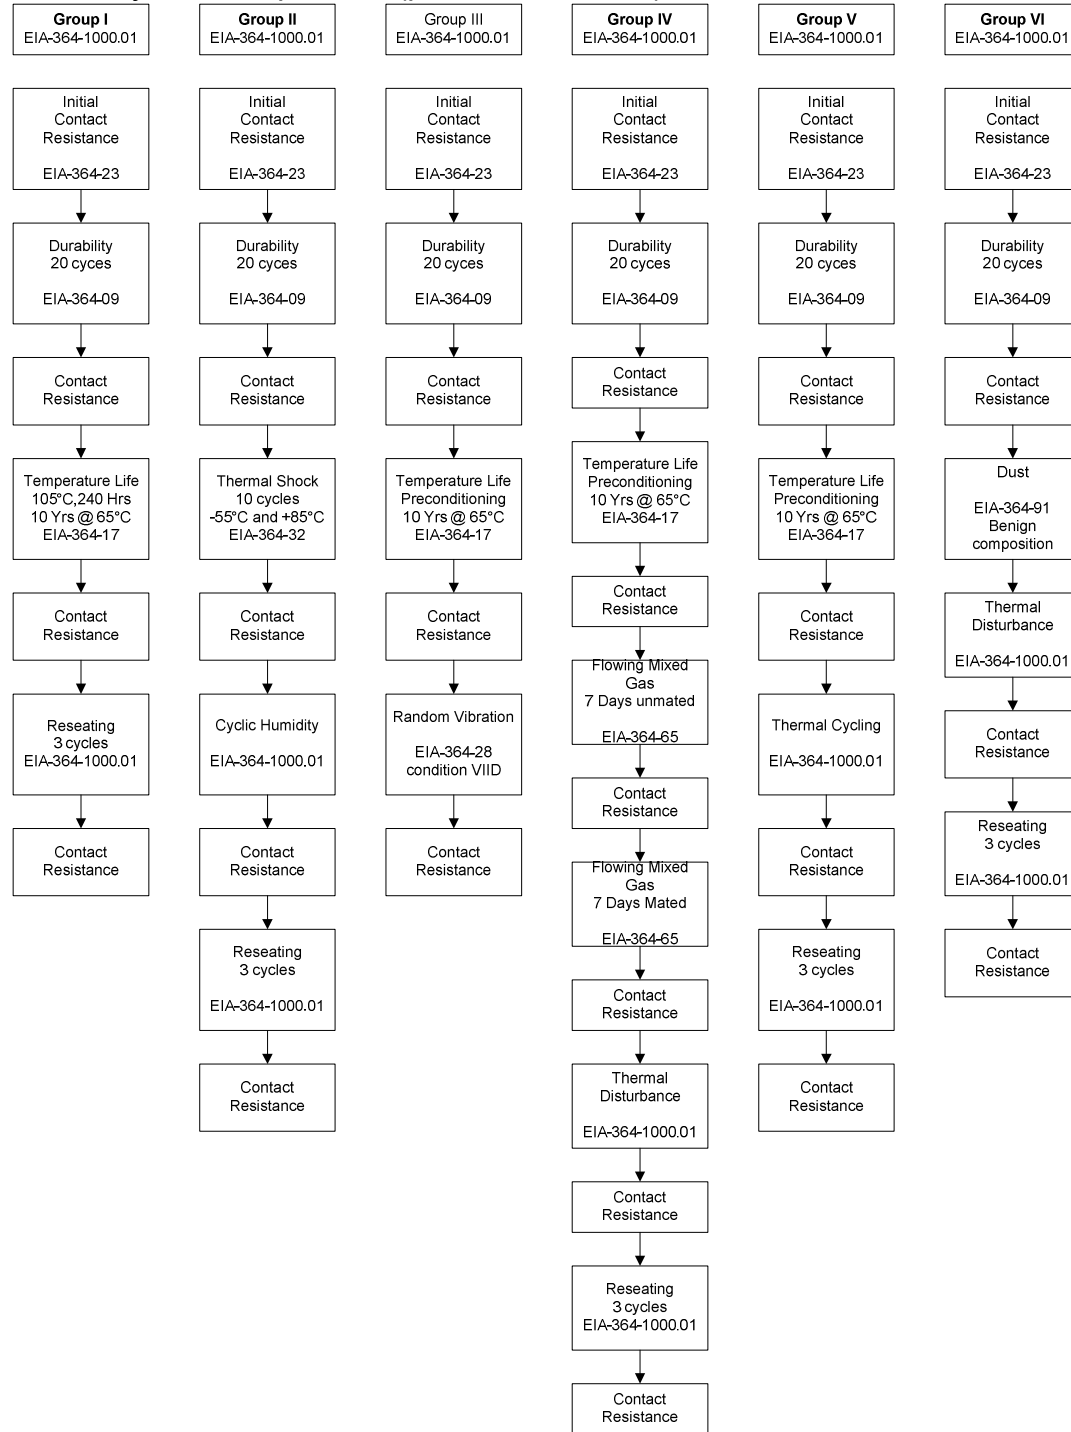 Group I
EIA-364-1000.01
Initial
Contact
Resistance
EIA-364-23
Durability
20 cyces
EIA-364-09
Contact
Resistance
Temperature Life
105°C,240 Hrs
10 Yrs @ 65°C
EIA-364-17
Contact
Resistance
Reseating
3 cycles
EIA-364-1000.01
Contact
Resistance
Group II
EIA-364-1000.01
Initial
Contact
Resistance
EIA-364-23
Durability
20 cyces
EIA-364-09
Contact
Resistance
Thermal Shock
10 cycles
-55°C and +85°C
EIA-364-32
Contact
Resistance
Cyclic Humidity
EIA-364-1000.01
Contact
Resistance
Reseating
3 cycles
EIA-364-1000.01
Contact
Resistance
Group III
EIA-364-1000.01
Initial
Contact
Resistance
EIA-364-23
Durability
20 cyces
EIA-364-09
Contact
Resistance
Temperature Life
Preconditioning
10 Yrs @ 65°C
EIA-364-17
Contact
Resistance
Random Vibration
EIA-364-28
condition VIID
Contact
Resistance
Group IV
EIA-364-1000.01
Initial
Contact
Resistance
EIA-364-23
Durability
20 cyces
EIA-364-09
Contact
Resistance
Temperature Life
Preconditioning
10 Yrs @ 65°C
EIA-364-17
Contact
Resistance
Flowing Mixed
Gas
7 Days unmated
EIA-364-65
Contact
Resistance
Flowing Mixed
Gas
7 Days Mated
EIA-364-65
Contact
Resistance
Thermal
Disturbance
EIA-364-1000.01
Contact
Resistance
Reseating
3 cycles
EIA-364-1000.01
Contact
Resistance
Group V
EIA-364-1000.01
Initial
Contact
Resistance
EIA-364-23
Durability
20 cyces
EIA-364-09
Contact
Resistance
Temperature Life
Preconditioning
10 Yrs @ 65°C
EIA-364-17
Contact
Resistance
Thermal Cycling
EIA-364-1000.01
Contact
Resistance
Reseating
3 cycles
EIA-364-1000.01
Contact
Resistance
Group VI
EIA-364-1000.01
Initial
Contact
Resistance
EIA-364-23
Durability
20 cyces
EIA-364-09
Contact
Resistance
Dust
EIA-364-91
Benign
composition
Thermal
Disturbance
EIA-364-1000.01
Contact
Resistance
Reseating
3 cycles
EIA-364-1000.01
Contact
Resistance